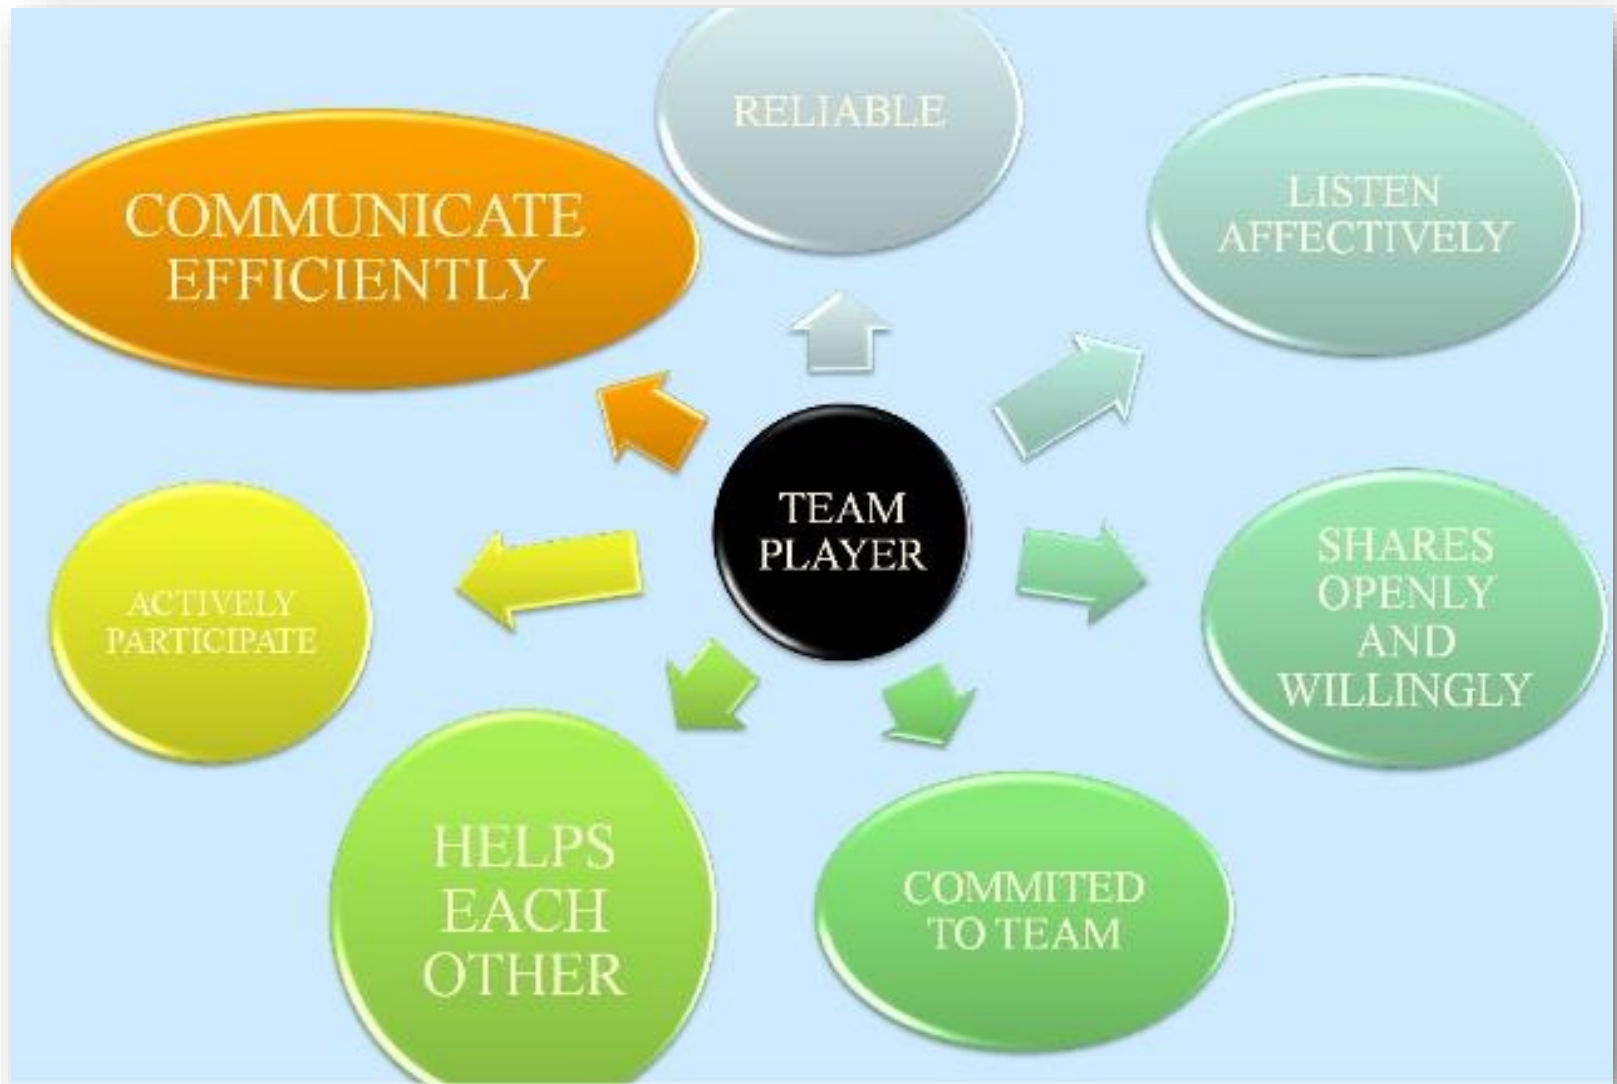 RELIABLE
COMMUNICATE
EFFICIENTLY
LISTEN
AFFECTIVELY
TEAM
PLAYER
SHARES
OPENLY
AND
WILLINGLY
ACTIVELY
PARTICIPATE
HELPS
EACH
OTHER
COMMITED
TO TEAM